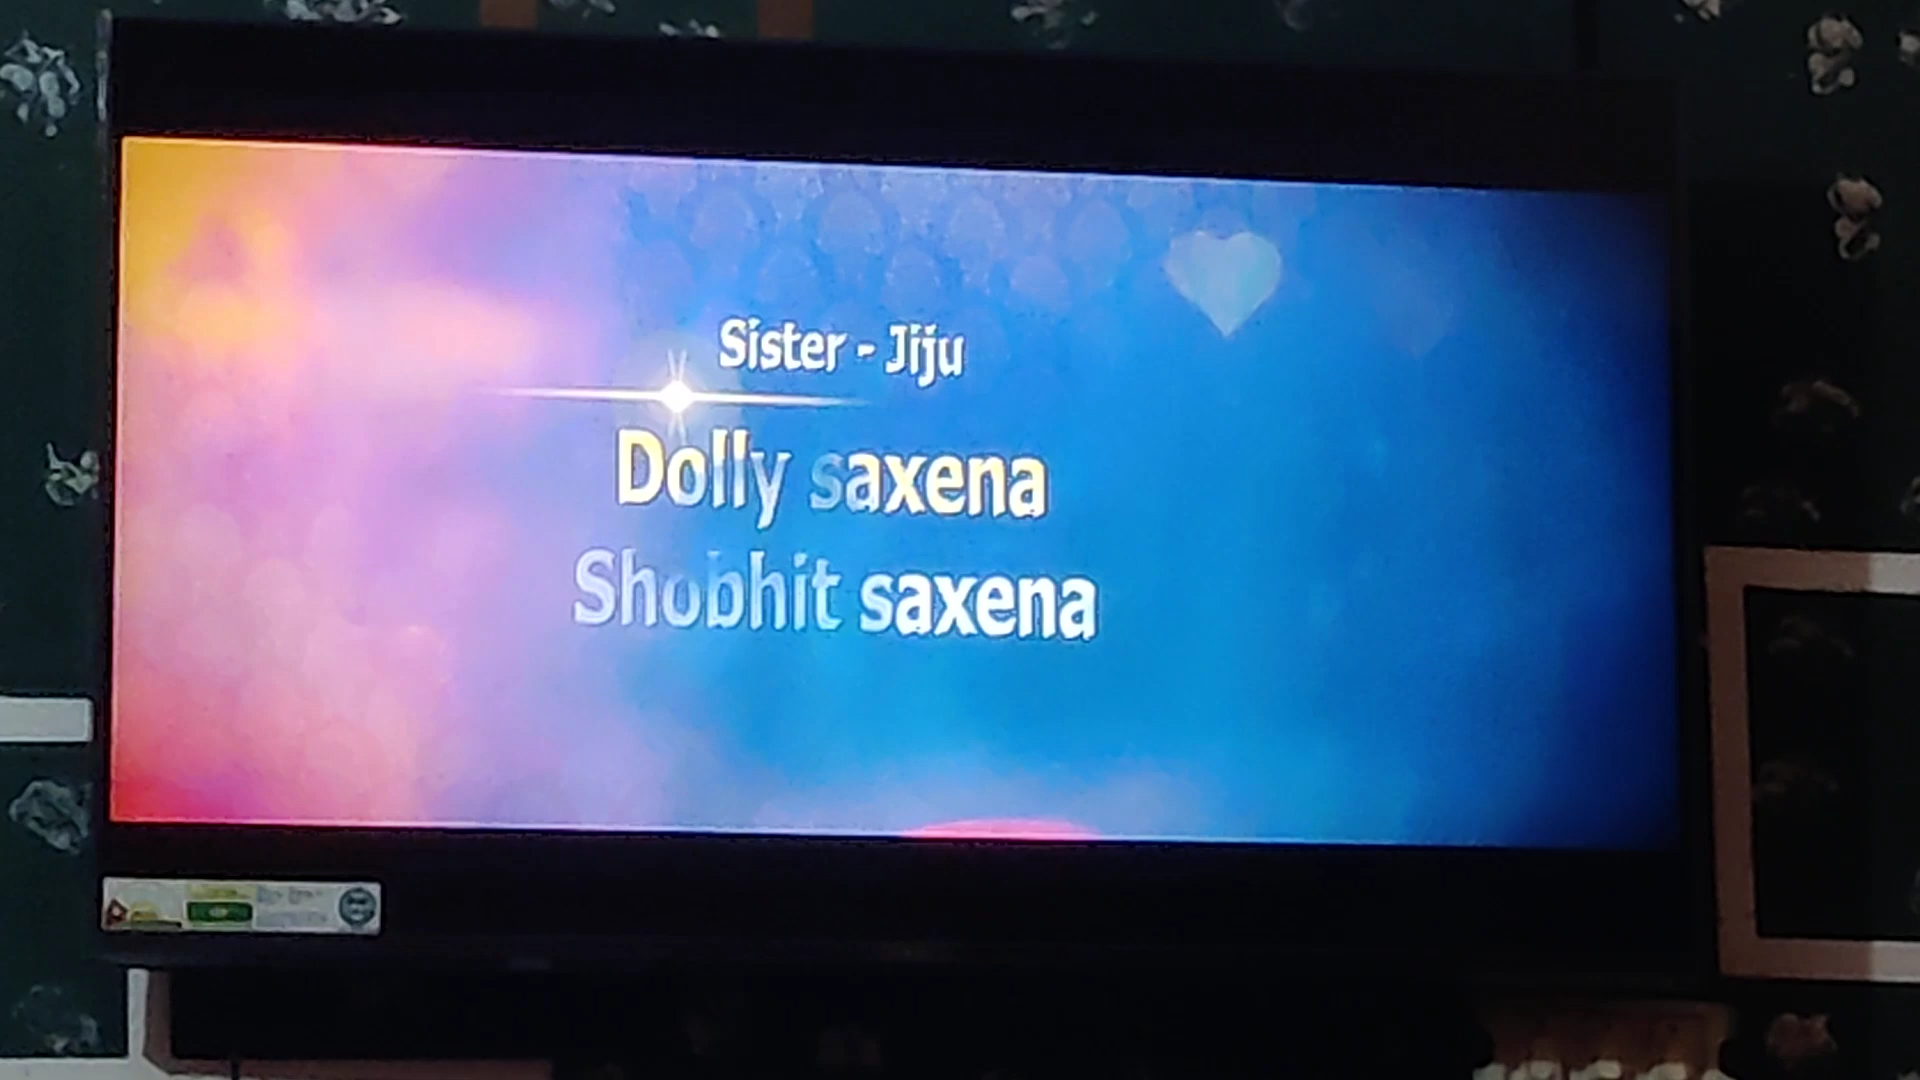 Sister - Jiju
Dolly saxena
Shobhit saxena